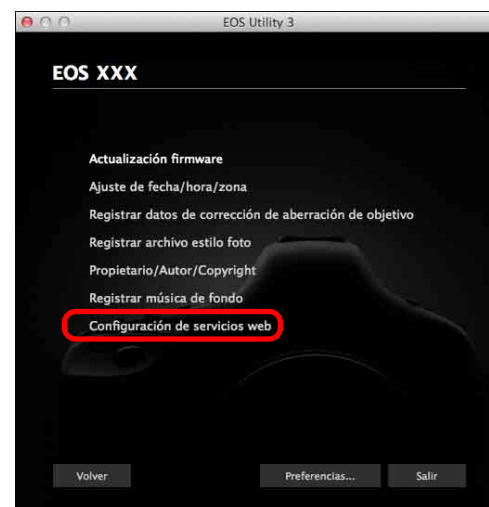 EOS Utility 3
EOS XXX
Actualización firmware
Ajuste de fecha/hora/zona
Registrar datos de corrección de aberración de objetivo
Registrar archivo estilo foto
Propietario/Autor/Copyright
Registrar música de fondo
Configuración de servicios web
Volver Preferencias... Salir